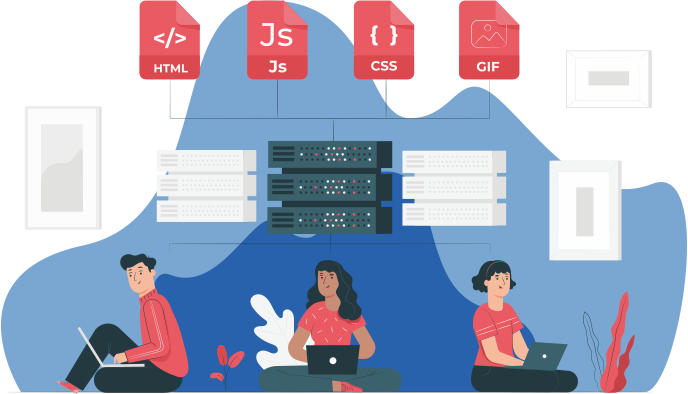 </>
HTML
Js
Js
{ }
CSS
GIF